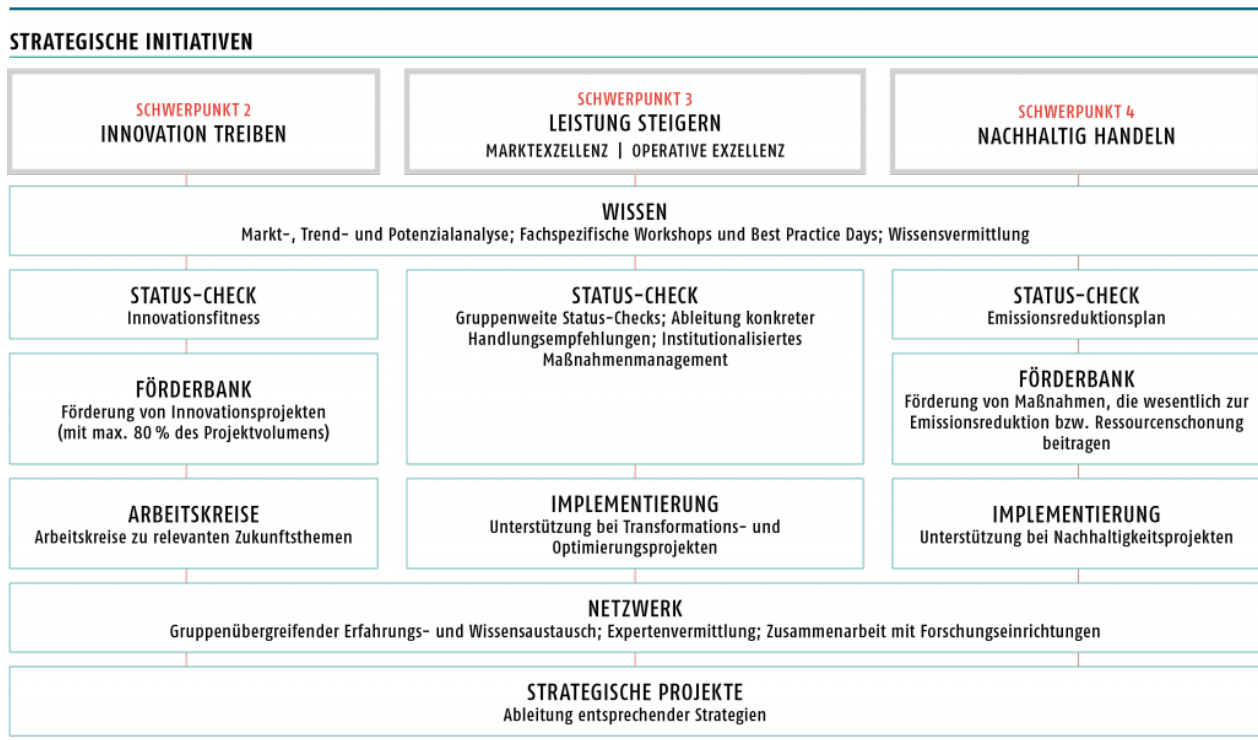 STRATEGISCHE INITIATIVEN
SCHWERPUNKT 2
INNOVATION TREIBEN
SCHWERPUNKT 3
LEISTUNG STEIGERN
MARKTEXZELLENZ | OPERATIVE EXZELLENZ
SCHWERPUNKT 4
NACHHALTIG HANDELN
WISSEN
Markt-, Trend- und Potenzialanalyse; Fachspezifische Workshops und Best Practice Days; Wissensvermittlung
STATUS-CHECK
Innovationsfitness
STATUS-CHECK
Gruppenweite Status-Checks; Ableitung konkreter
Handlungsempfehlungen; Institutionalisiertes
Maßnahmenmanagement
STATUS-CHECK
Emissionsreduktionsplan
FÖRDERBANK
Förderung von Innovationsprojekten
(mit max. 80 % des Projektvolumens)
FÖRDERBANK
Förderung von Maßnahmen, die wesentlich zur
Emissionsreduktion bzw. Ressourcenschonung
beitragen
ARBEITSKREISE
Arbeitskreise zu relevanten Zukunftsthemen
IMPLEMENTIERUNG
Unterstützung bei Transformations- und
Optimierungsprojekten
IMPLEMENTIERUNG
Unterstützung bei Nachhaltigkeitsprojekten
NETZWERK
Gruppenübergreifender Erfahrungs- und Wissensaustausch; Expertenvermittlung; Zusammenarbeit mit Forschungseinrichtungen
STRATEGISCHE PROJEKTE
Ableitung entsprechender Strategien